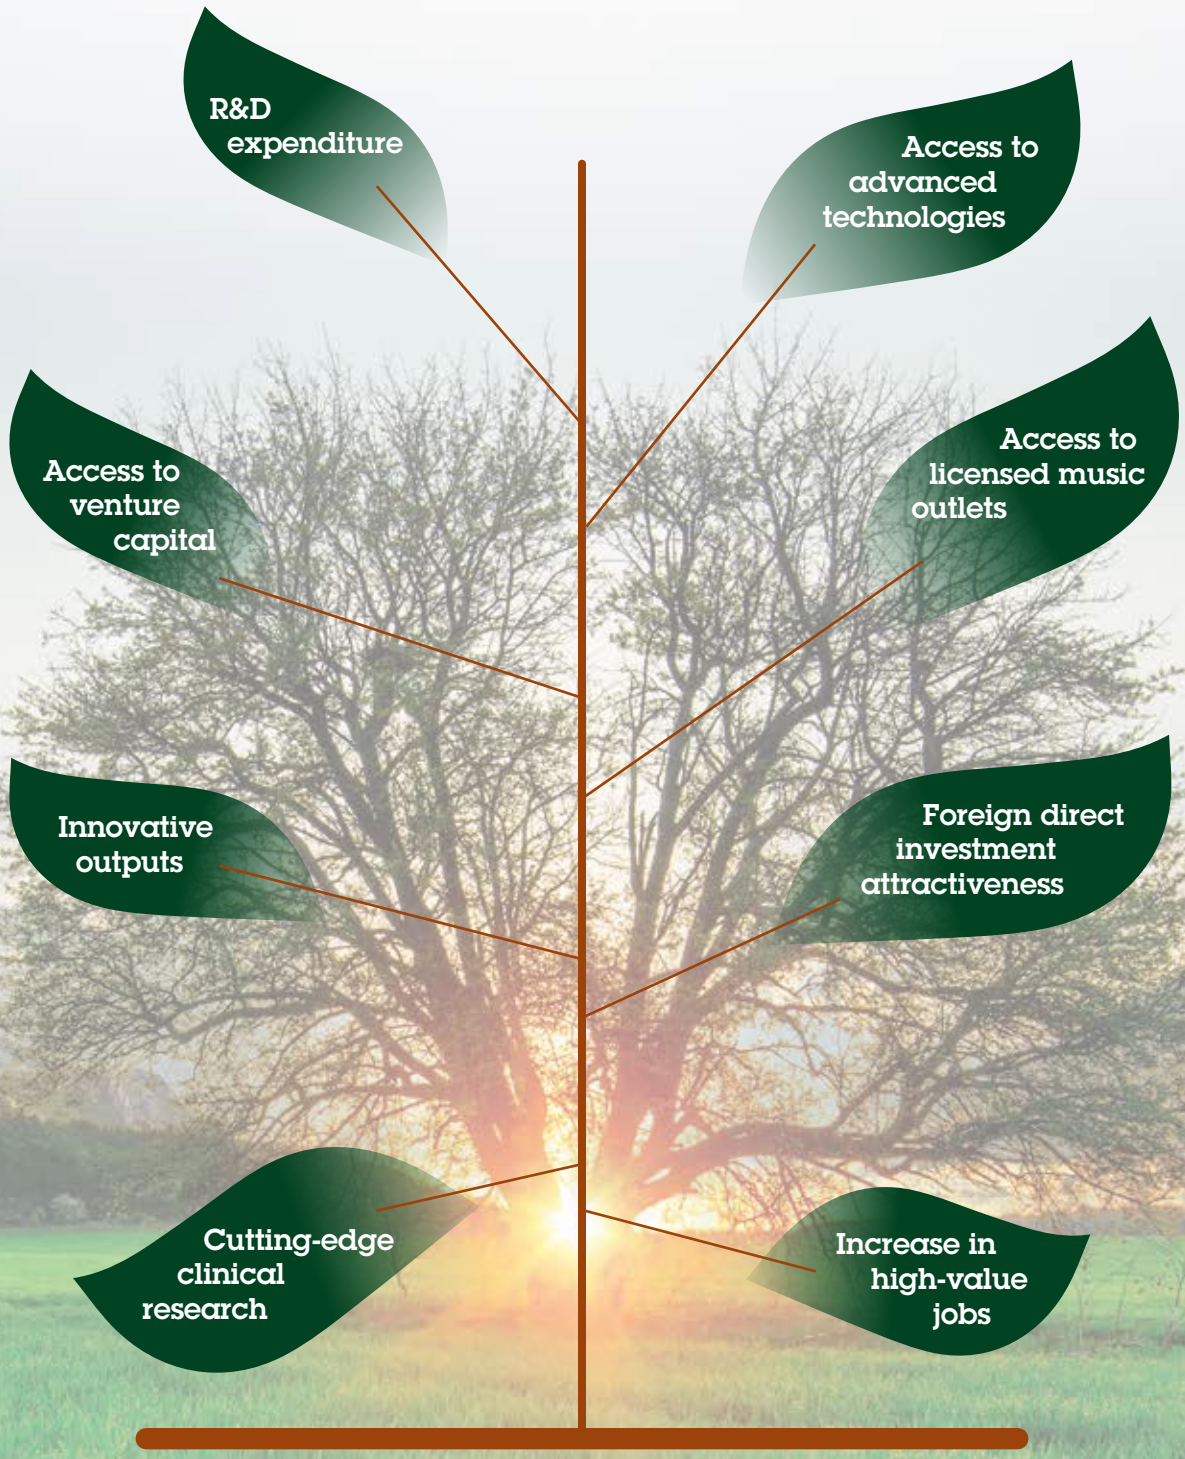 R&D
expenditure
Access to
advanced
technologies
Access to
venture
capital
Access to
licensed music
outlets
Innovative
outputs
Foreign direct
investment
attractiveness
Cutting-edge
clinical
research
Increase in
high-value
jobs